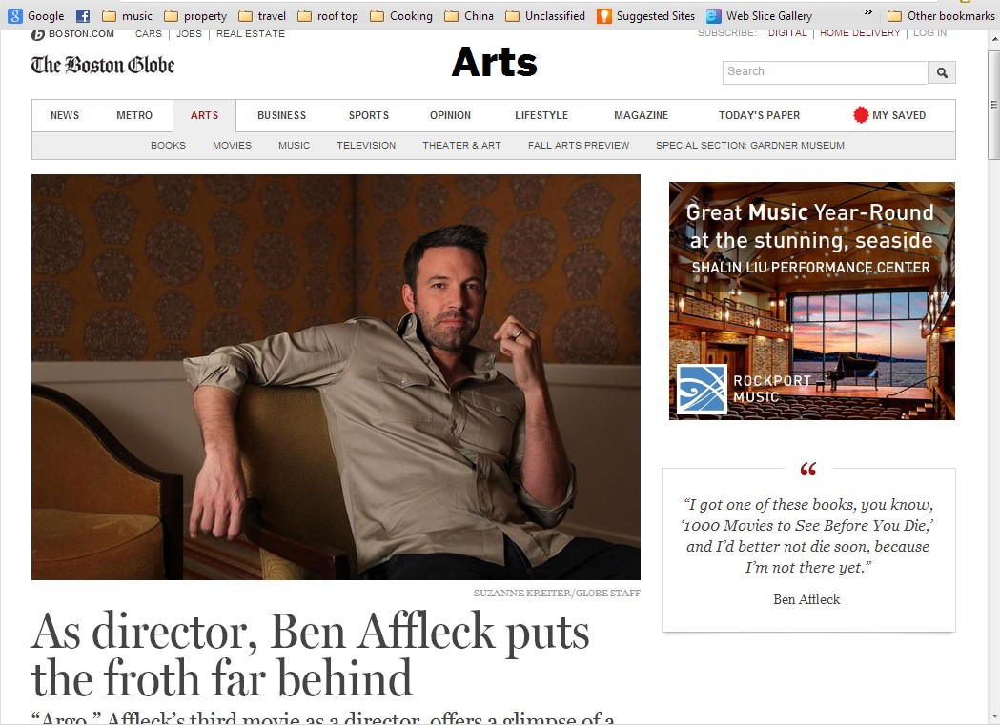 Google music property travel roof top Cooking China Unclassified Suggested Sites Web Slice Gallery » Other bookmarks
BOSTON.COM CARS | JOBS | REAL ESTATE SUBSCRIBE: DIGITAL | HOME DELIVERY | LOG IN
The Boston Globe
Arts
Search
NEWS METRO ARTS BUSINESS SPORTS OPINION LIFESTYLE MAGAZINE TODAY'S PAPER MY SAVED
BOOKS MOVIES MUSIC TELEVISION THEATER & ART FALL ARTS PREVIEW SPECIAL SECTION: GARDNER MUSEUM
Great Music Year-Round
at the stunning, seaside
SHALIN LIU PERFORMANCE CENTER
ROCKPORT
MUSIC
“I got one of these books, you know,
‘1000 Movies to See Before You Die,’
and I’d better not die soon, because
I’m not there yet.”
Ben Affleck
SUZANNE KREITER/GLOBE STAFF
As director, Ben Affleck puts
the froth far behind
“Argo,” Affleck’s third movie as a director, offers a glimpse of a